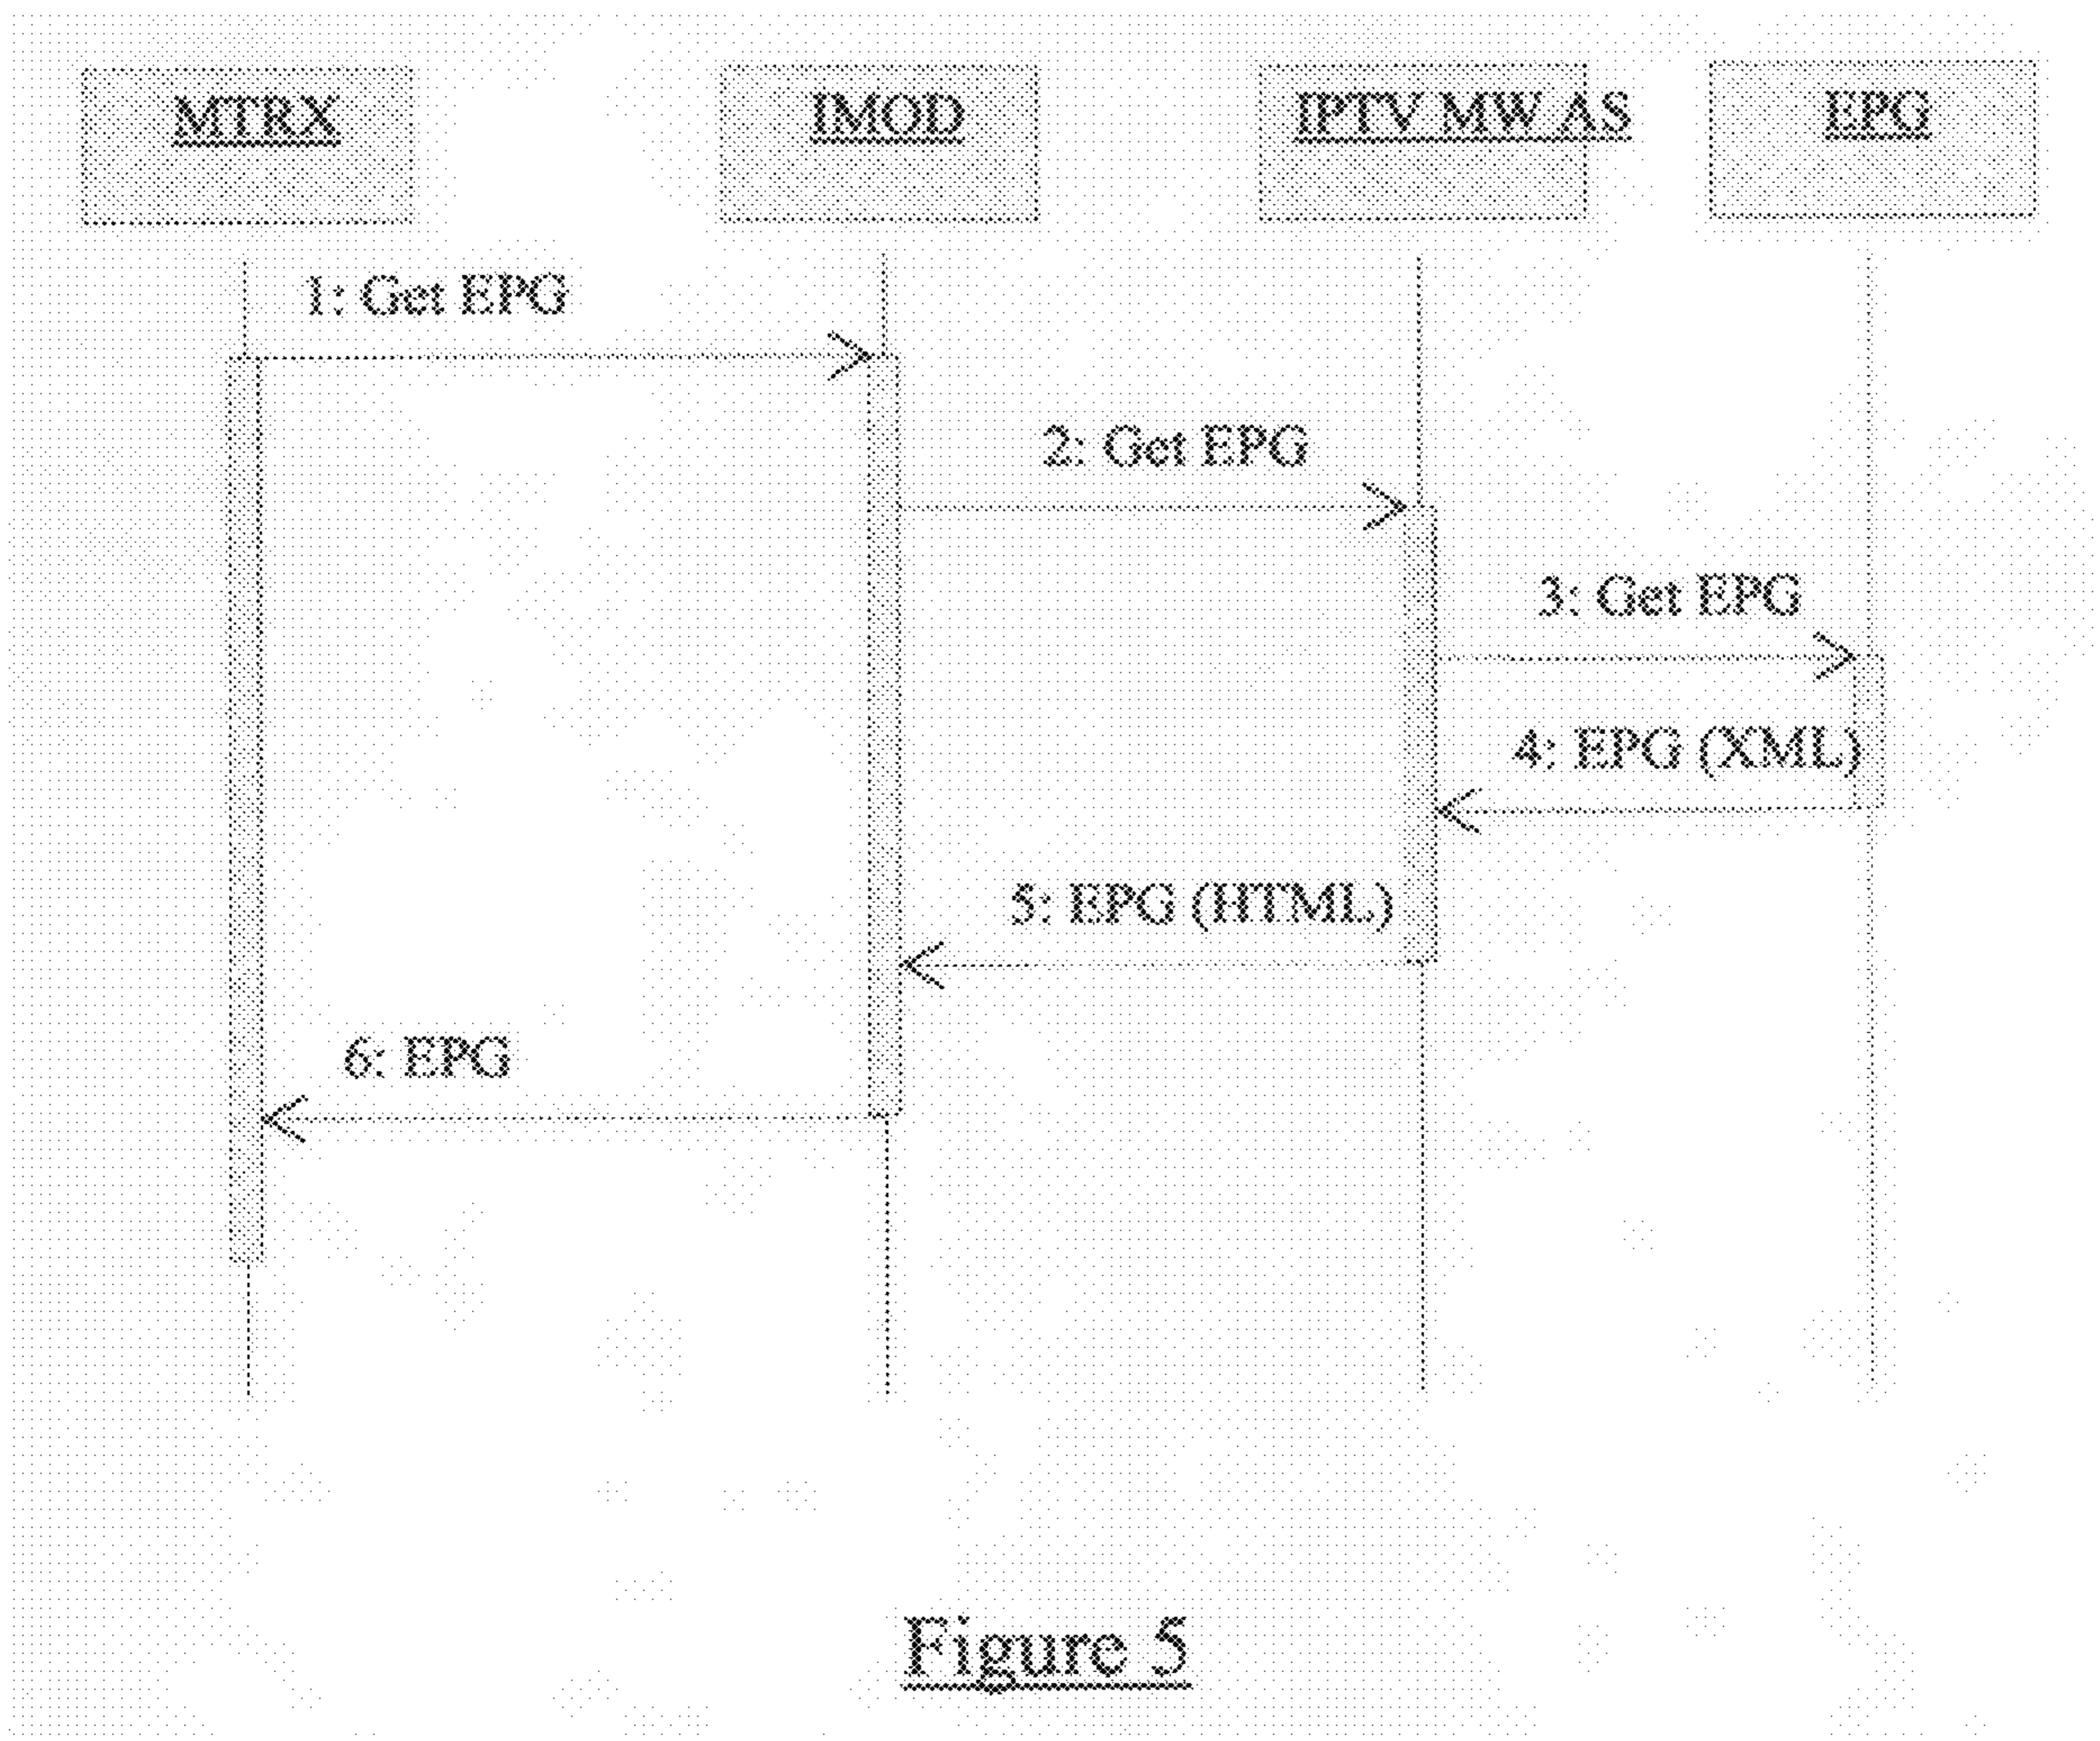 MTRX IMOD IPTV MW AS EPG
1: Get EPG
2: Get EPG
3: Get EPG
4: EPG (XML)
5: EPG (HTML)
6: EPG
Figure 5